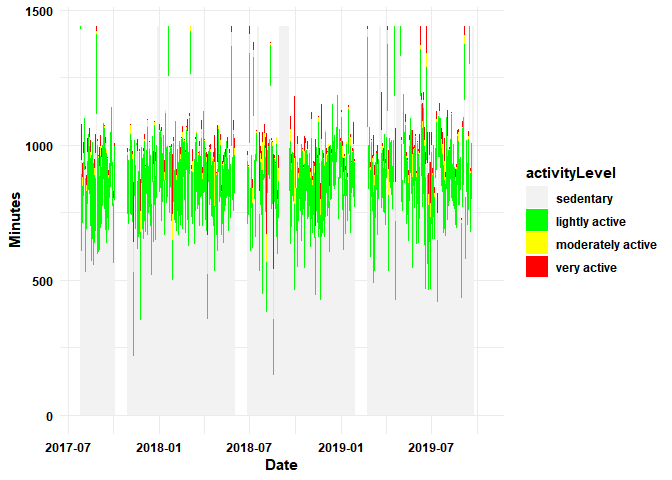 1500
1000
500
0
Minutes
2017-07
2018-01
2018-07
2019-01
2019-07
Date
activityLevel
sedentary
lightly active
moderately active
very active